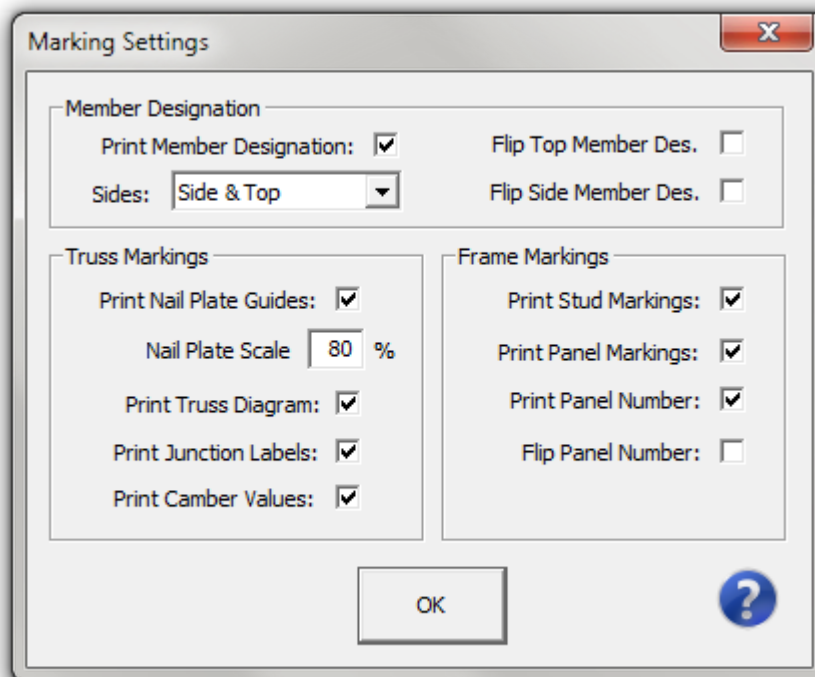 Marking Settings
Member Designation
Print Member Designation:
Flip Top Member Des.
Sides: Side & Top
Flip Side Member Des.
Truss Markings
Print Nail Plate Guides:
Nail Plate Scale 80 %
Print Truss Diagram:
Print Junction Labels:
Print Camber Values:
Frame Markings
Print Stud Markings:
Print Panel Markings:
Print Panel Number:
Flip Panel Number:
OK
?